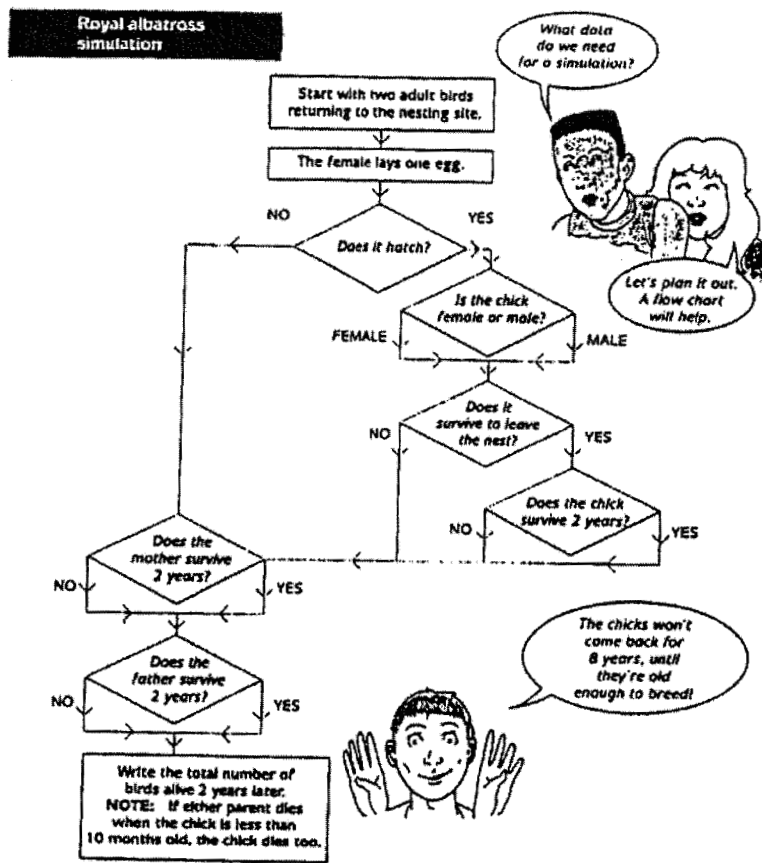 Royal albatross
simulation
What data
do we need
for a simulation?
Start with two adult birds
returning to the nesting site.
The female lays one egg.
NO
YES
Does it hatch?
Let's plan it out.
A flow chart
will help.
Is the chick
female or male?
FEMALE
MALE
Does it
survive to leave
the nest?
NO
YES
Does the chick
survive 2 years?
NO
YES
Does the
mother survive
2 years?
NO
YES
The chicks won't
come back for
8 years, until
they're old
enough to breed!
Does the
father survive
2 years?
NO
YES
Write the total number of
birds alive 2 years later.
NOTE: If either parent dies
when the chick is less than
10 months old, the chick dies too.